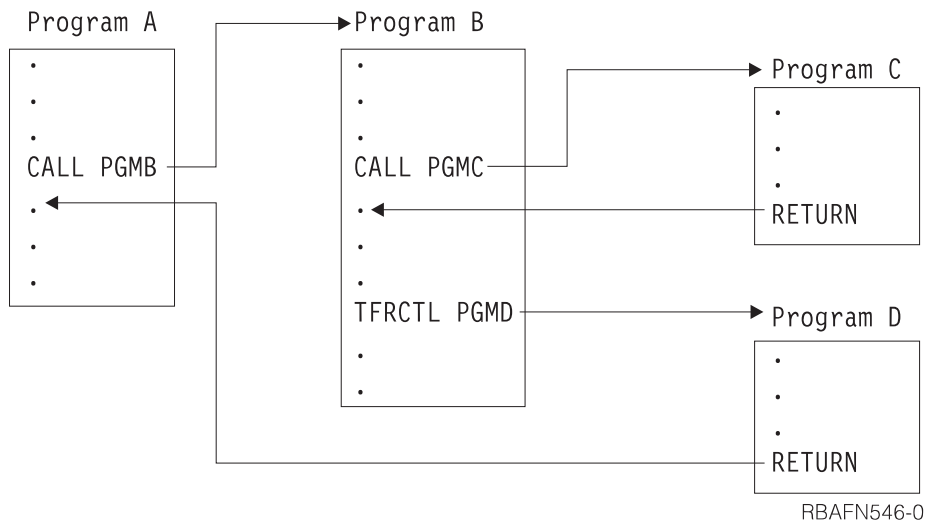 Program A
CALL PGMB
Program B
CALL PGMC
TFRCTL PGMD
Program C
RETURN
Program D
RETURN
RBAFN546-0